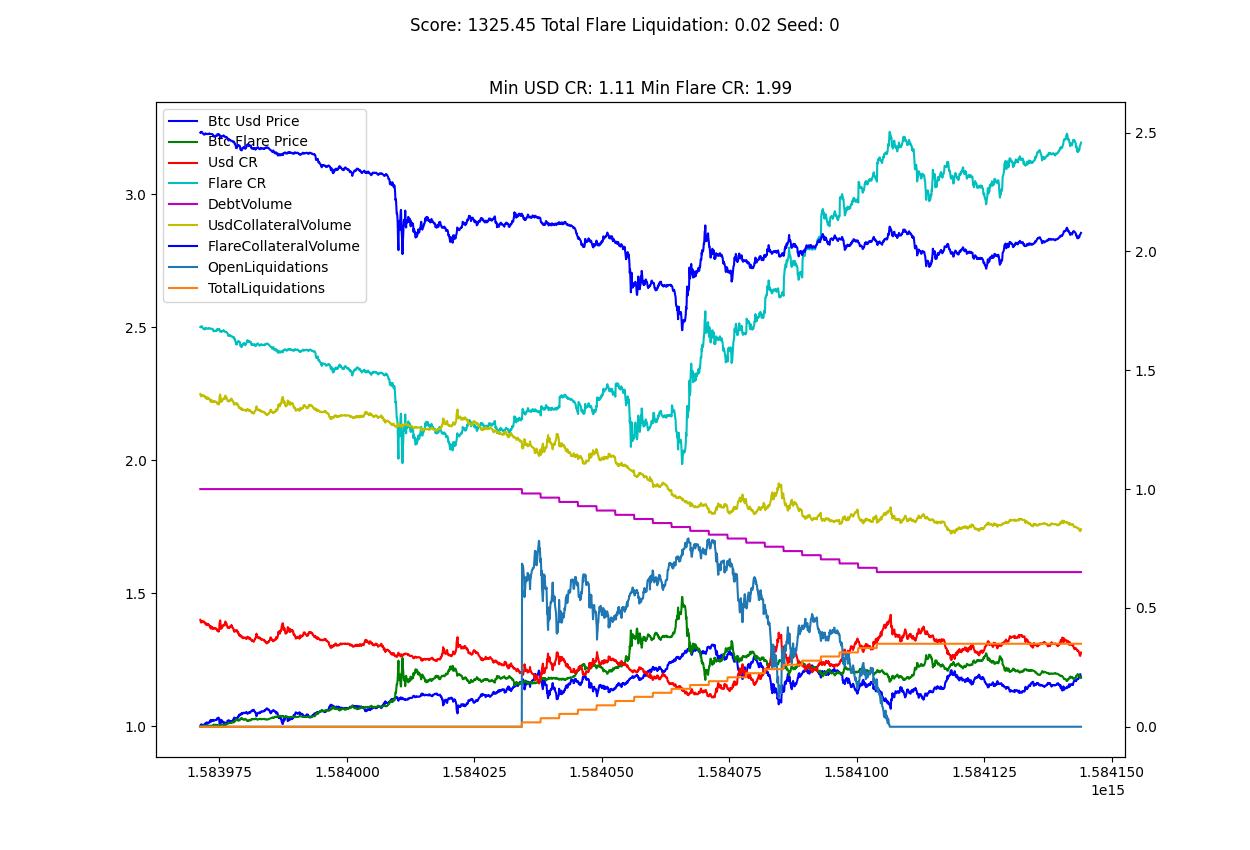 Score: 1325.45 Total Flare Liquidation: 0.02 Seed: 0
Min USD CR: 1.11 Min Flare CR: 1.99
Btc Usd Price
Btc Flare Price
Usd CR
Flare CR
DebtVolume
UsdCollateralVolume
FlareCollateralVolume
OpenLiquidations
TotalLiquidations
3.0
2.5
2.0
1.5
1.0
2.5
2.0
1.5
1.0
0.5
0.0
1.583975 1.584000 1.584025 1.584050 1.584075 1.584100 1.584125 1.584150
1e15